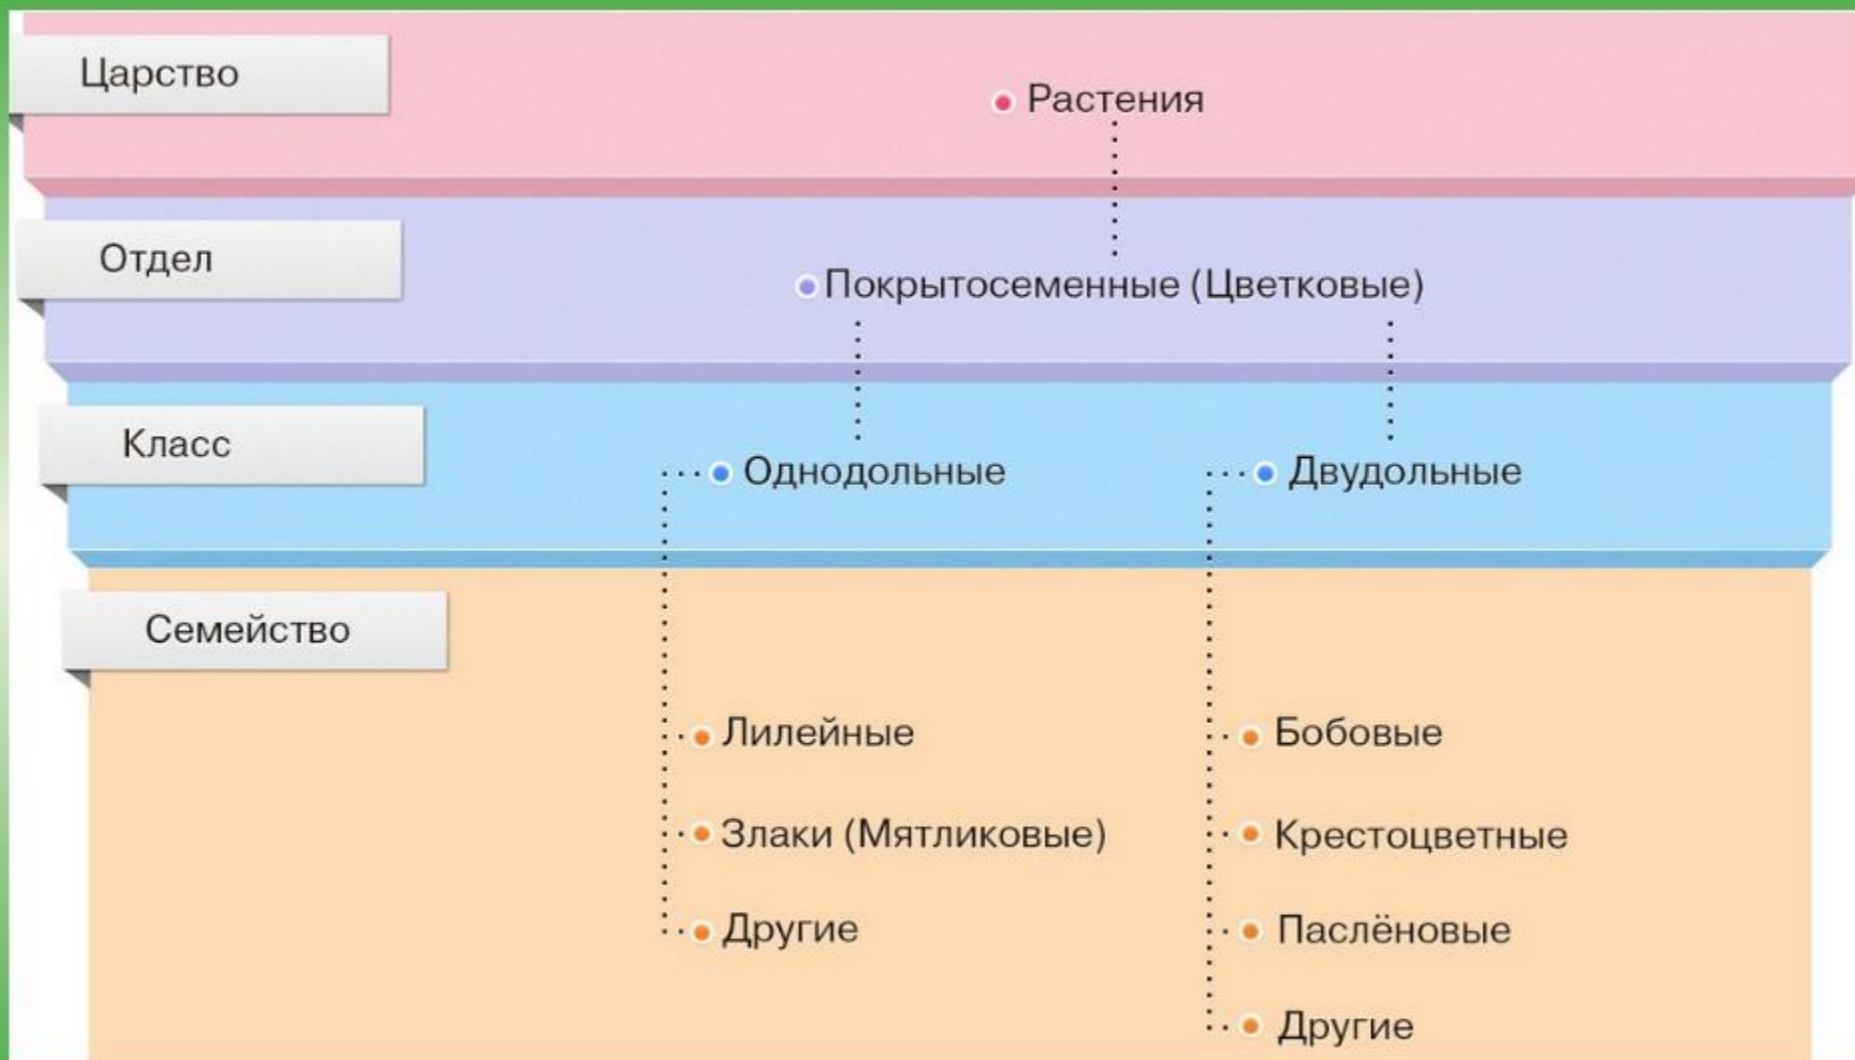 Царство
Растения
Отдел
Покрытосеменные (Цветковые)
Класс
Однодольные
Двудольные
Семейство
Лилейные
Бобовые
Злаки (Мятликовые)
Крестоцветные
Другие
Паслёновые
Другие